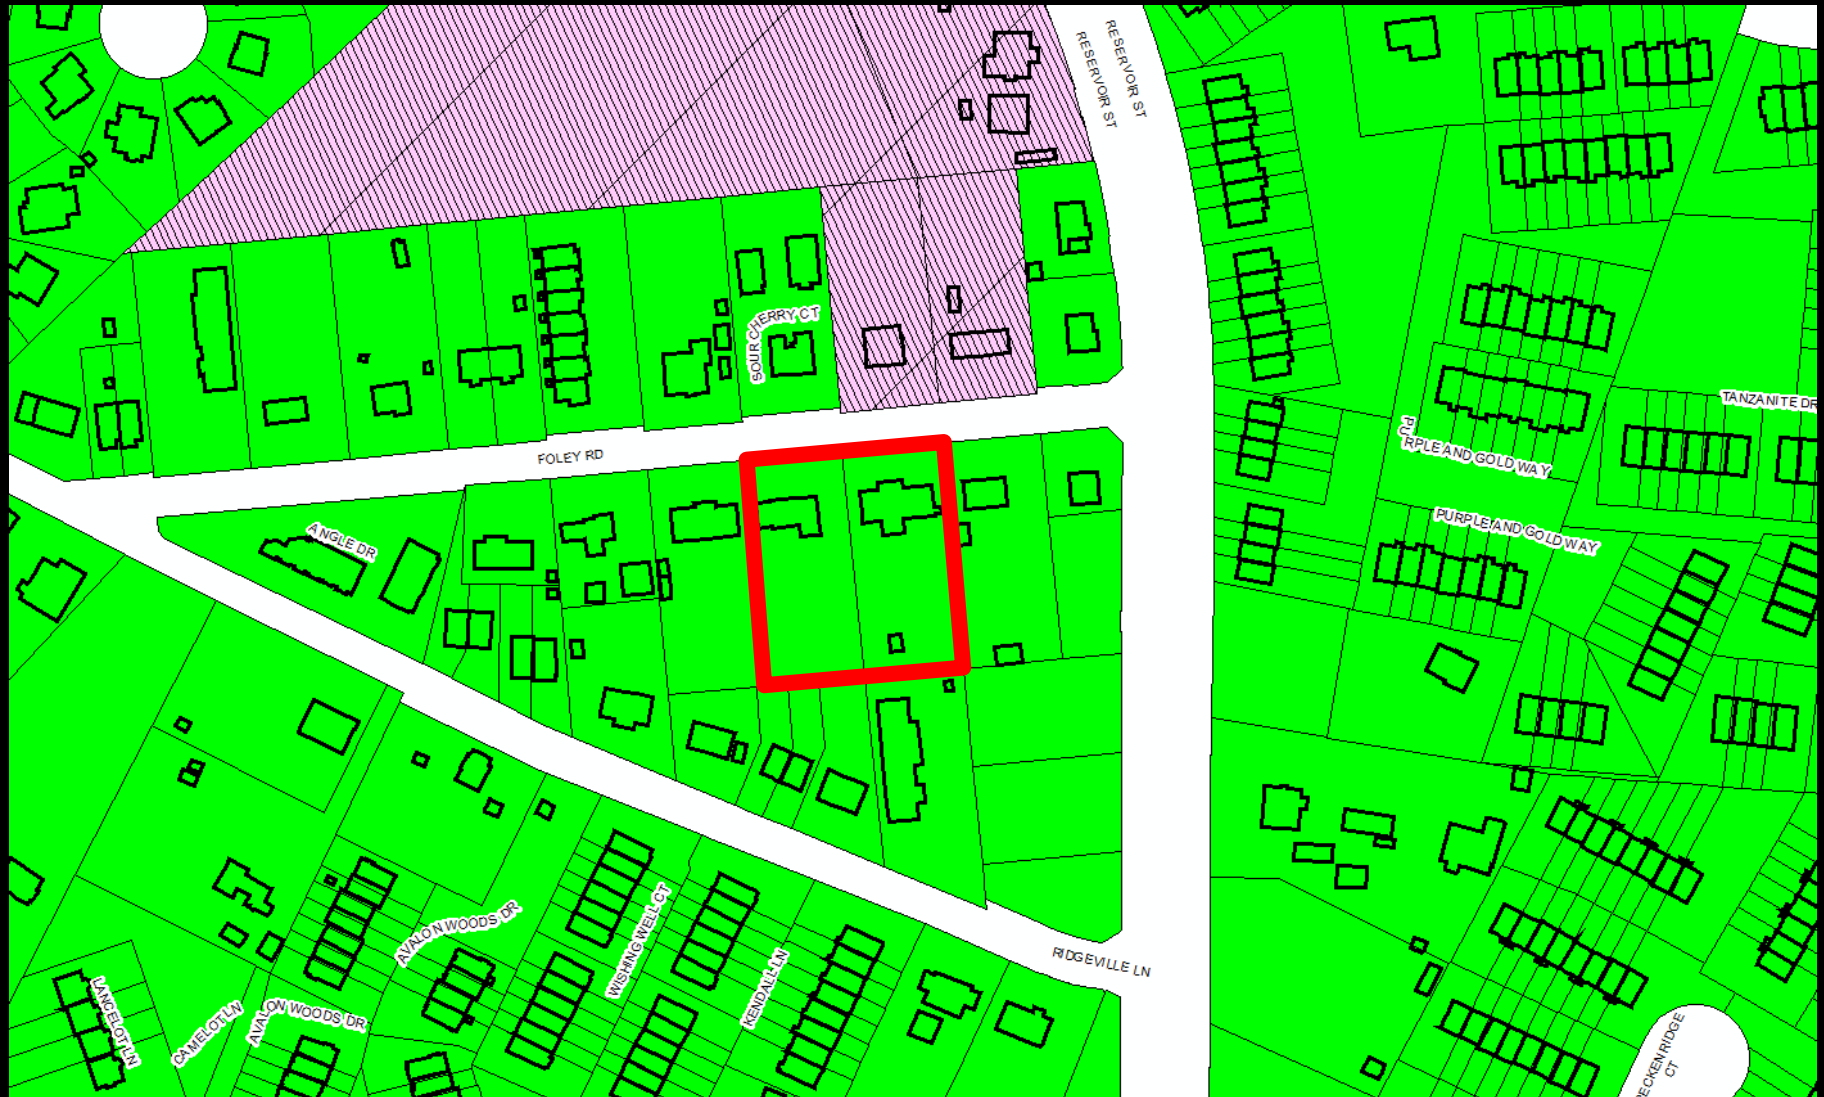 RESERVOIR ST
RESERVOIR ST
SOUR CHERRY CT
TANZANITE DR
PURPLE AND GOLD WAY
FOLEY RD
PURPLE AND GOLD WAY
ANGLE DR
AVALON WOODS DR
WISHING WELL CT
RIDGEVILLE LN
KENDALL LN
LANCELOT LN
CAMELOT LN
AVALON WOODS DR
ECKENRIDGE
CT